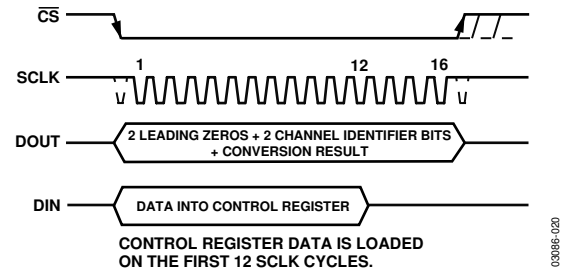 CS
1 12 16
SCLK
2 LEADING ZEROS + 2 CHANNEL IDENTIFIER BITS
+ CONVERSION RESULT
DOUT
DIN DATA INTO CONTROL REGISTER
CONTROL REGISTER DATA IS LOADED
ON THE FIRST 12 SCLK CYCLES.
03086-020